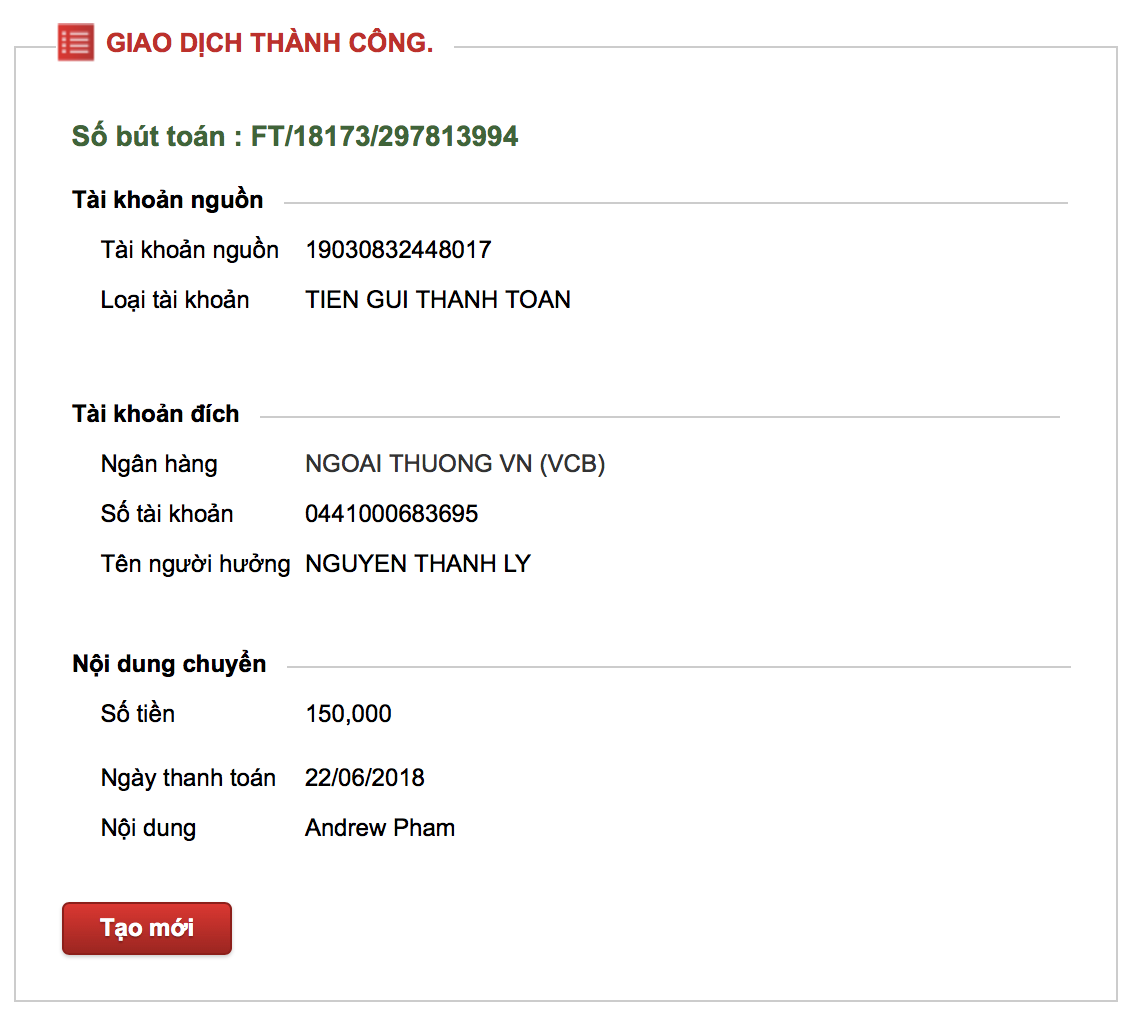 GIAO DỊCH THÀNH CÔNG.
Số bút toán : FT/18173/297813994
Tài khoản nguồn
Tài khoản nguồn 19030832448017
Loại tài khoản TIEN GUI THANH TOAN
Tài khoản đích
Ngân hàng NGOAI THUONG VN (VCB)
Số tài khoản 0441000683695
Tên người hưởng NGUYEN THANH LY
Nội dung chuyển
Số tiền 150,000
Ngày thanh toán 22/06/2018
Nội dung Andrew Pham
Tạo mới